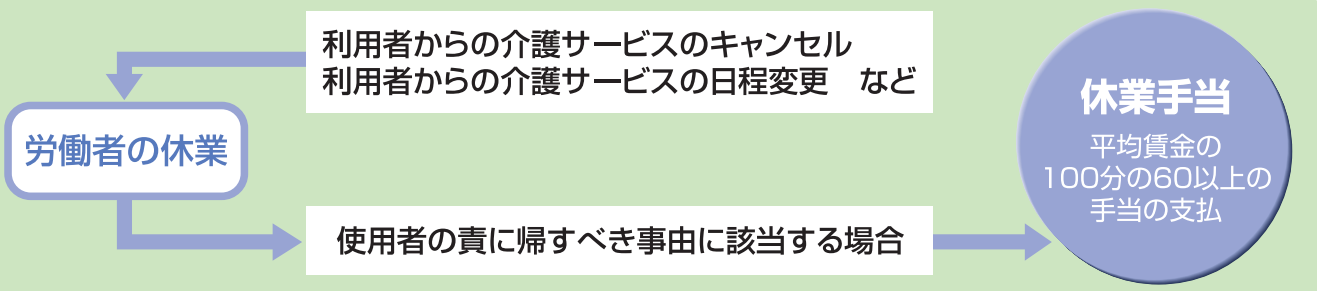 利用者からの介護サービスのキャンセル
利用者からの介護サービスの日程変更　など
労働者の休業
使用者の責に帰すべき事由に該当する場合
休業手当
平均賃金の
100分の60以上の
手当の支払